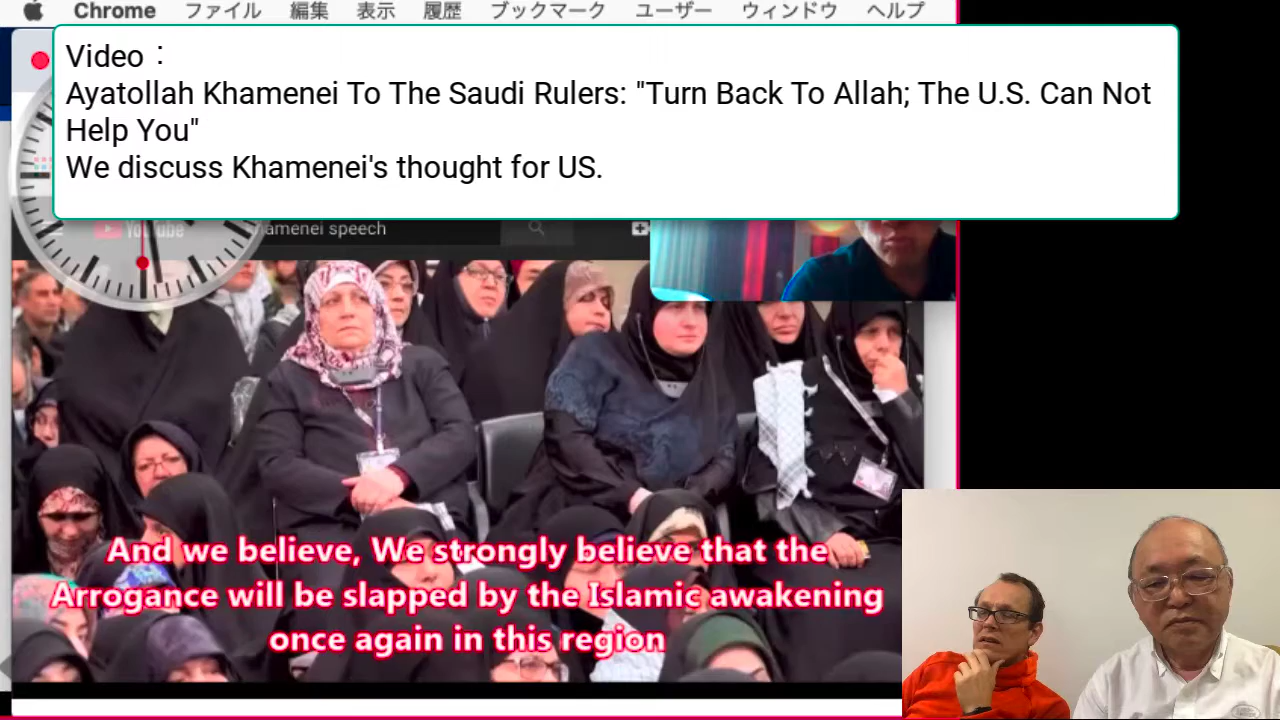 Chrome ファイル 編集 表示 履歴 ブックマーク ユーザー ウィンドウ ヘルプ
Video：
Ayatollah Khamenei To The Saudi Rulers: "Turn Back To Allah; The U.S. Can Not
Help You"
We discuss Khamenei's thought for US.
YouTube
khamenei speech
And we believe, We strongly believe that the
Arrogance will be slapped by the Islamic awakening
once again in this region